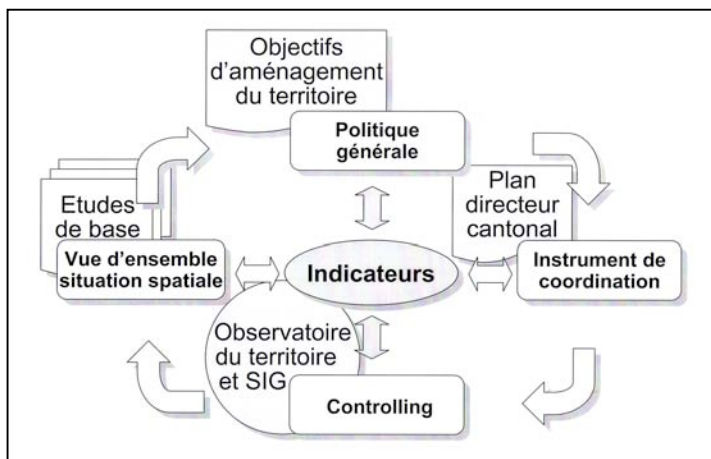 Objectifs
d'aménagement
du territoire
Politique
générale
Plan
directeur
cantonal
Instrument de
coordination
Etudes
de base
Vue d'ensemble
situation spatiale
Indicateurs
Observatoire
du territoire
et SIG
Controlling